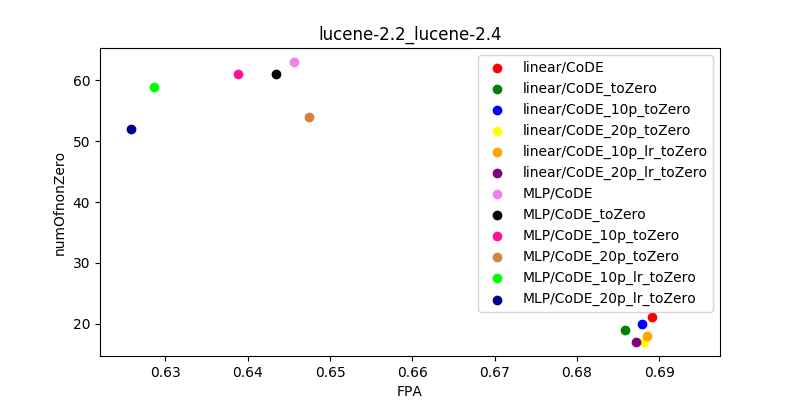 lucene-2.2_lucene-2.4
linear/CoDE
linear/CoDE_toZero
linear/CoDE_10p_toZero
linear/CoDE_20p_toZero
linear/CoDE_10p_lr_toZero
linear/CoDE_20p_lr_toZero
MLP/CoDE
MLP/CoDE_toZero
MLP/CoDE_10p_toZero
MLP/CoDE_20p_toZero
MLP/CoDE_10p_lr_toZero
MLP/CoDE_20p_lr_toZero
numOfnonZero
60
50
40
30
20
0.63 0.64 0.65 0.66 0.67 0.68 0.69
FPA